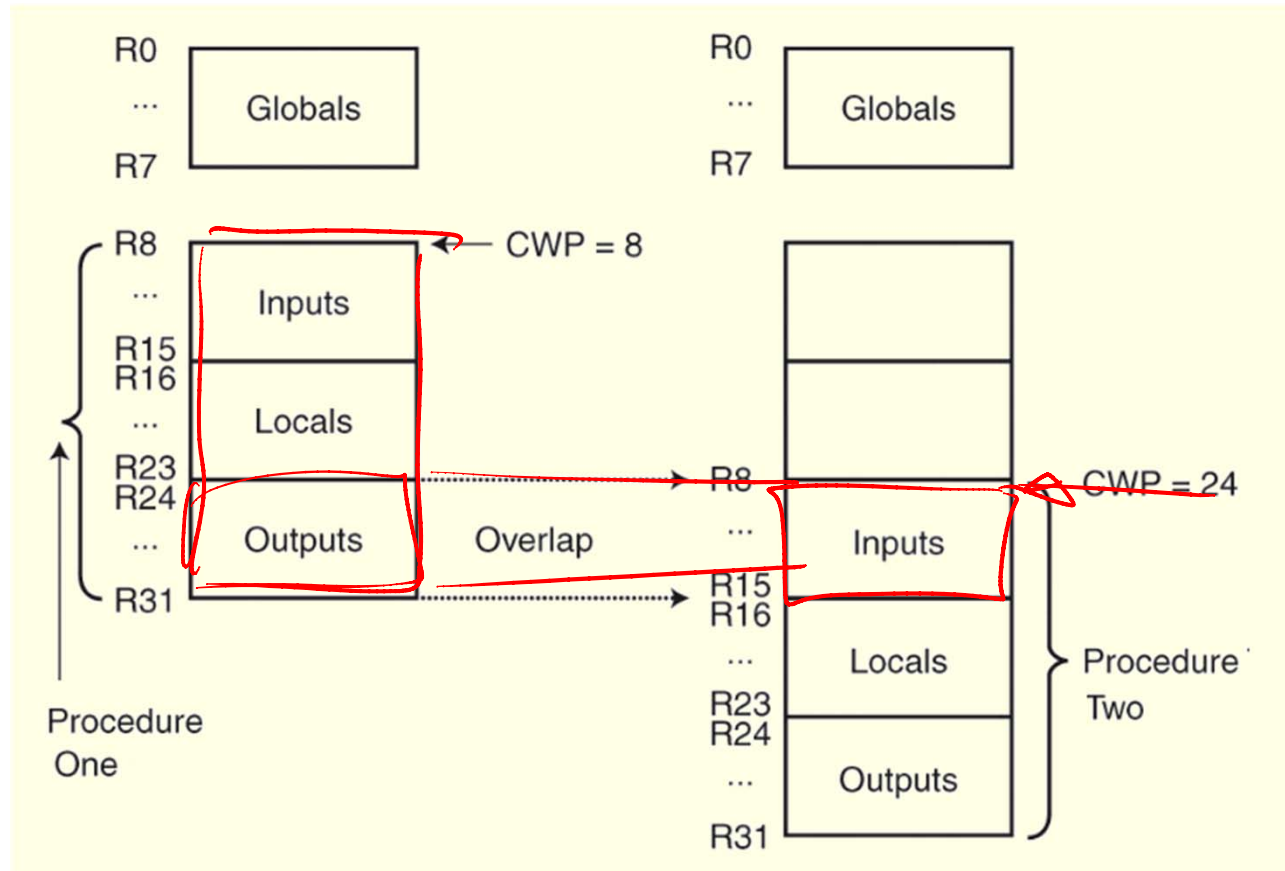 R0
...
R7
Globals
R8
...
R15
R16
...
R23
R24
...
R31
Inputs
Locals
Outputs
CWP = 8
Overlap
Procedure
One
R0
...
R7
Globals
R8
...
R15
R16
...
R23
R24
...
R31
Inputs
Locals
Outputs
CWP = 24
Procedure
Two